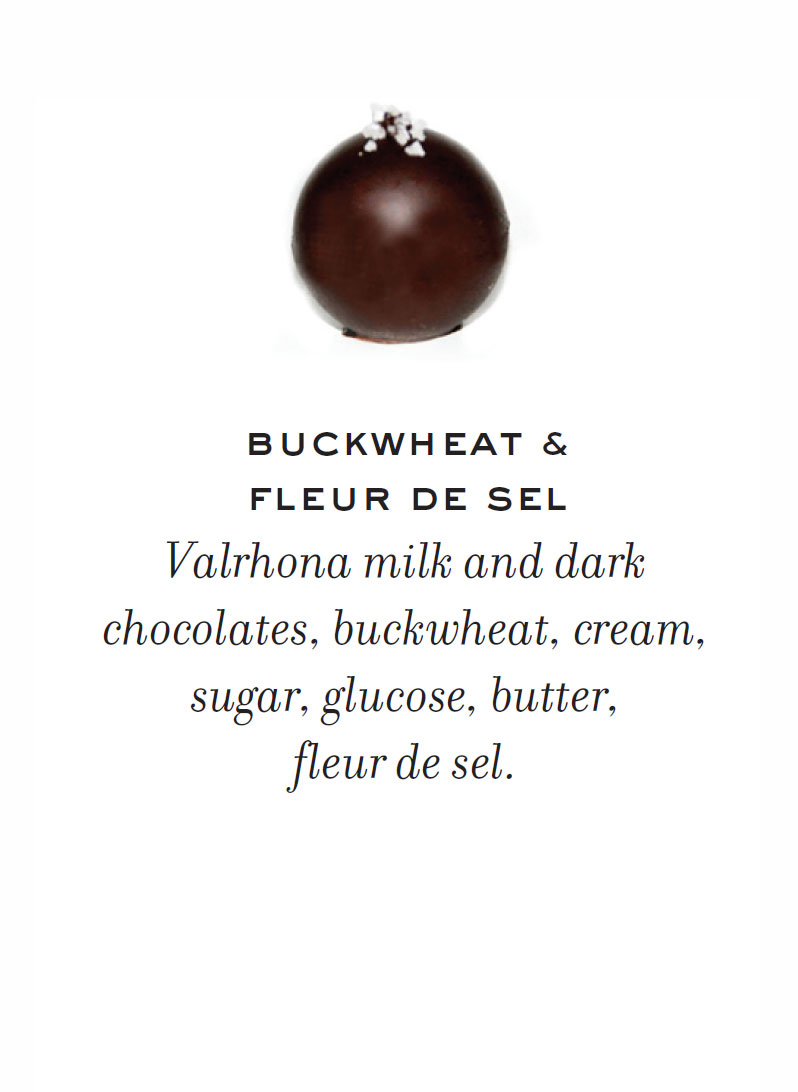 BUCKWHEAT &
FLEUR DE SEL
Valrhona milk and dark
chocolates, buckwheat, cream,
sugar, glucose, butter,
fleur de sel.